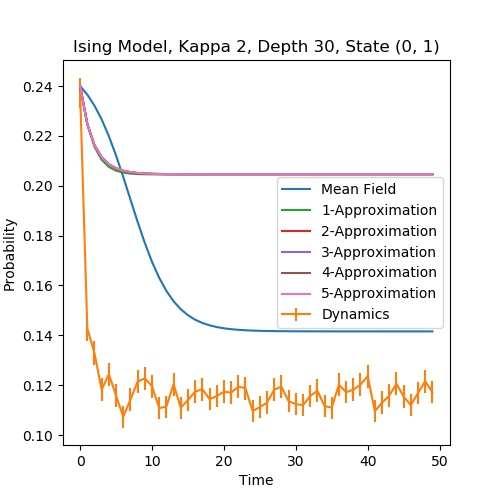 Ising Model, Kappa 2, Depth 30, State (0, 1)
Probability
0.24
0.22
0.20
0.18
0.16
0.14
0.12
0.10
Mean Field
1-Approximation
2-Approximation
3-Approximation
4-Approximation
5-Approximation
Dynamics
0 10 20 30 40 50
Time